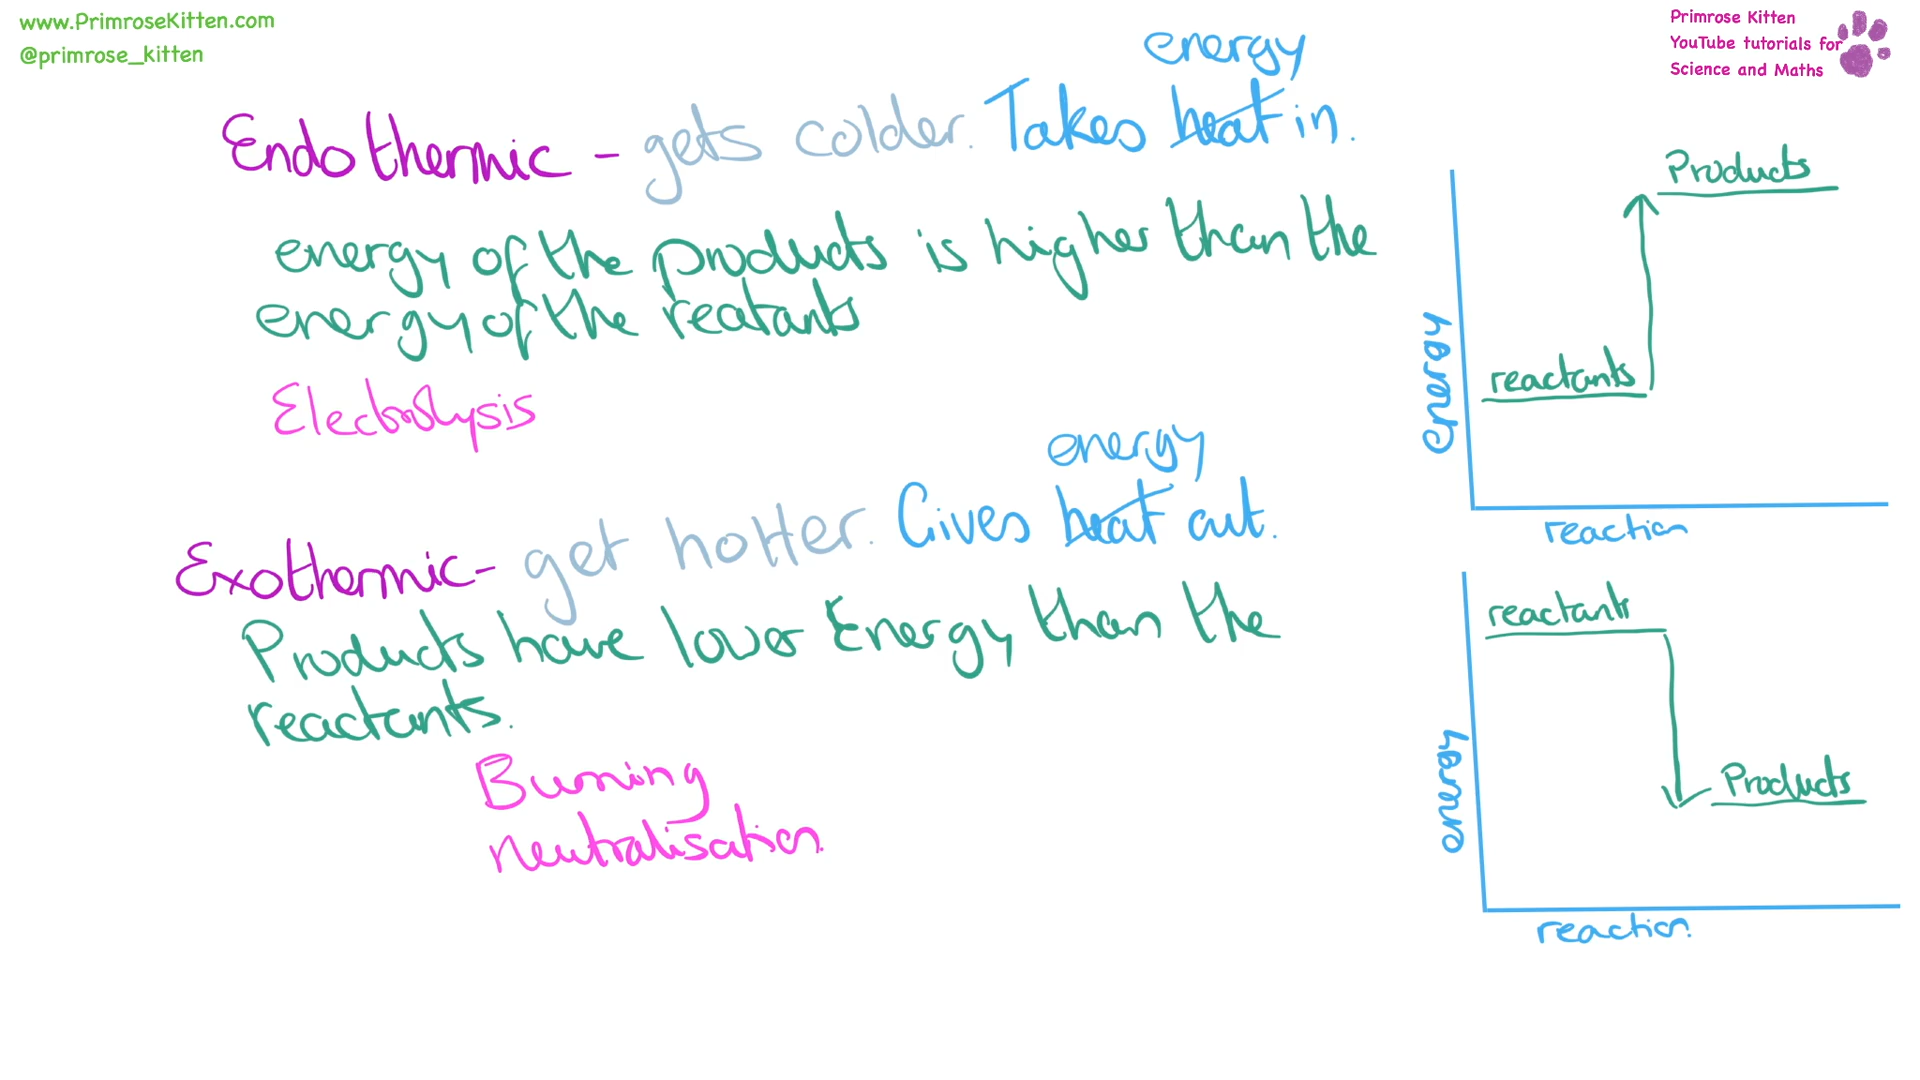 www.PrimroseKitten.com
@primrose_kitten
Primrose Kitten
YouTube tutorials for
Science and Maths
energy
Endothermic - gets colder. Takes heat in.
energy of the products is higher than the
energy of the reatants
Electrolysis
energy
Exothermic - get hotter. Gives heat out.
Products have lower Energy than the
reactants.
Burning
neutralisation.
Products
reactants
energy
reaction
reactants
Products
energy
reaction.